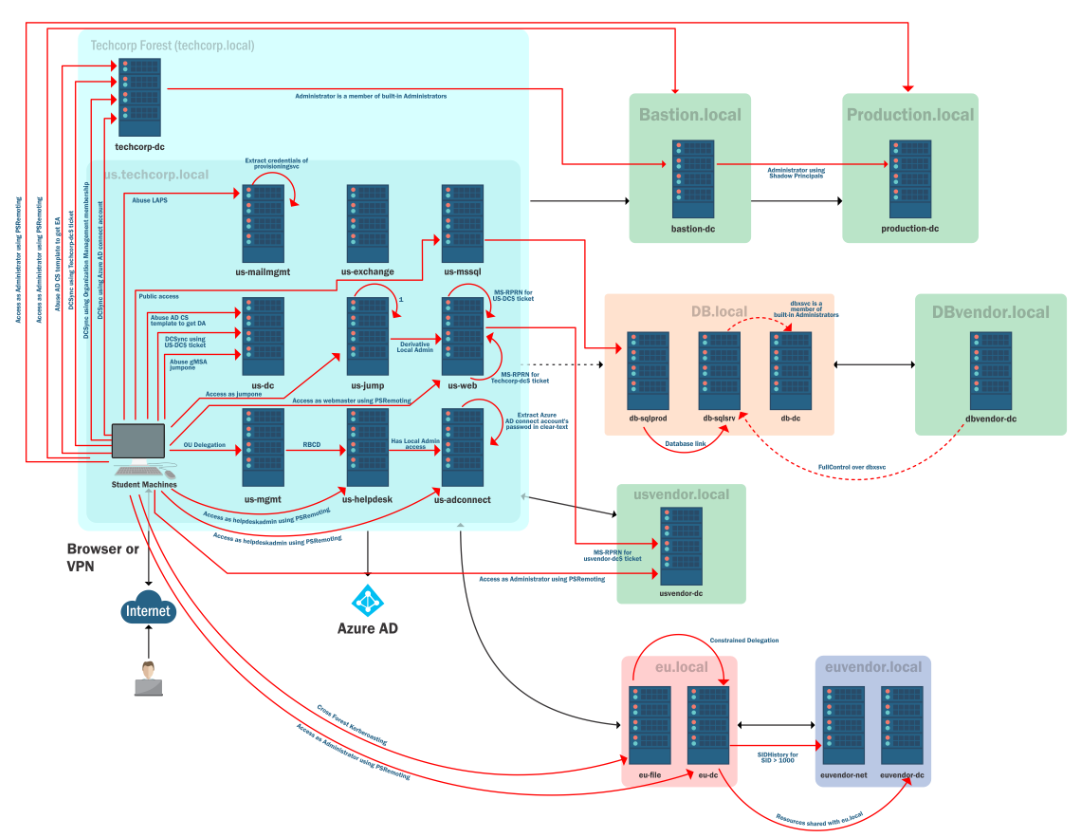 Techcorp Forest (techcorp.local)
techcorp-dc
Administrator is a member of built-in Administrators
Bastion.local
bastion-dc
Administrator using
Shadow Principals
Production.local
production-dc
us.techcorp.local
Extract credentials of
provisioningsvc
Abuse LAPS
us-mailmgmt
us-exchange
us-mssql
Public access
Access as Administrator using PSRemoting
Access as Administrator using PSRemoting
Abuse AD CS template to get EA
DCSync using Techcorp-dc$ ticket
DCSync using Organization Management membership
DCSync using Azure AD connect account
Abuse AD CS
template to get DA
DCSync using
US-DC$ ticket
Abuse gMSA
jumpone
us-dc
1
us-jump
Derivative
Local Admin
MS-RPRN for
US-DC$ ticket
us-web
MS-RPRN for
Techcorp-dc$ ticket
Access as jumpone
Access as webmaster using PSRemoting
DB.local
dbxsvc is a
member of
built-in Administrators
db-sqlprod
db-sqlsrv
db-dc
Database link
DBvendor.local
dbvendor-dc
FullControl over dbxsvc
Student Machines
OU Delegation
us-mgmt
RBCD
us-helpdesk
Has Local Admin
access
us-adconnect
Extract Azure
AD connect account's
passwod in clear-text
Access as helpdeskadmin using PSRemoting
Access as helpdeskadmin using PSRemoting
usvendor.local
MS-RPRN for
usvendor-dc$ ticket
usvendor-dc
Access as Administrator using PSRemoting
Browser or
VPN
Internet
Azure AD
Cross Forest Kerberoasting
Access as Administrator using PSRemoting
Constrained Delegation
eu.local
eu-file
eu-dc
SIDHistory for
SID > 1000
euvendor.local
euvendor-net
euvendor-dc
Resources shared with eu.local